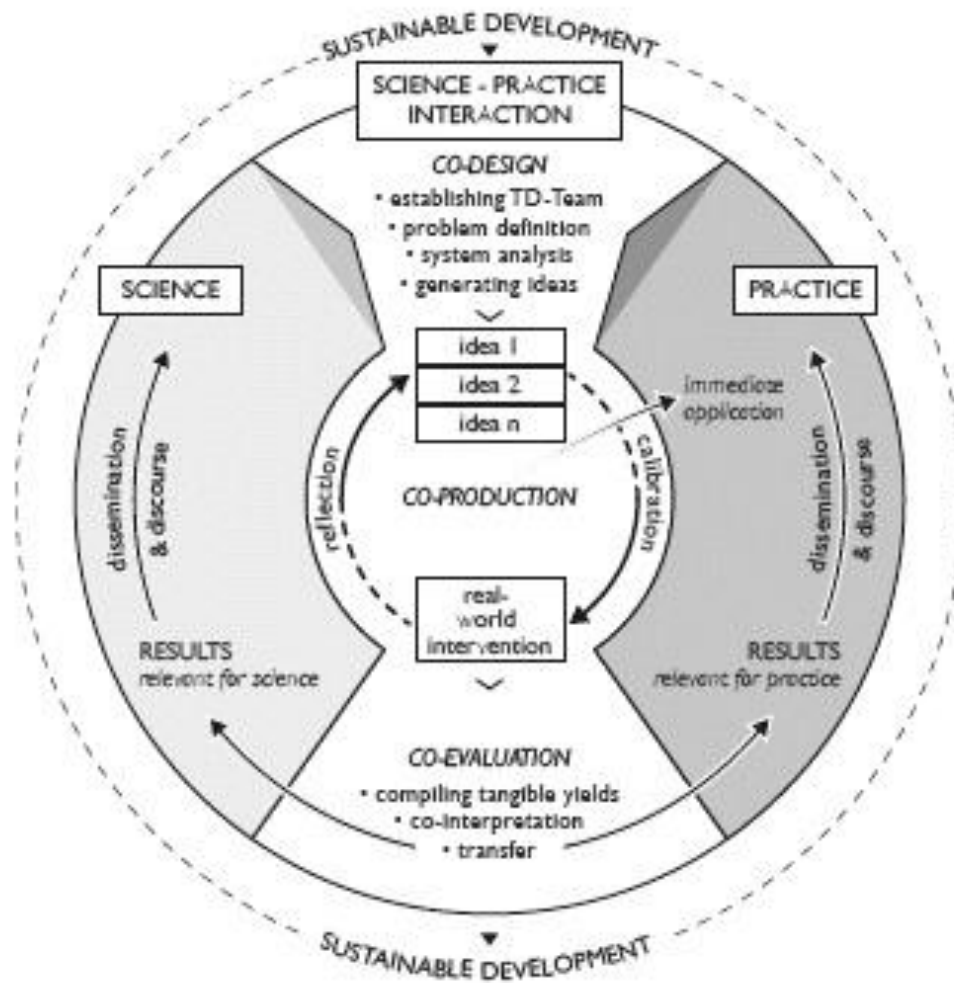 SUSTAINABLE DEVELOPMENT
SCIENCE - PRACTICE
INTERACTION
CO-DESIGN
• establishing TD-Team
• problem definition
• system analysis
• generating ideas
SCIENCE
PRACTICE
idea 1
idea 2
idea n
immediate
application
reflection
calibration
CO-PRODUCTION
dissemination
& discourse
dissemination
& discourse
real-
world
intervention
RESULTS
relevant for science
RESULTS
relevant for practice
CO-EVALUATION
• compiling tangible yields
• co-interpretation
• transfer
SUSTAINABLE DEVELOPMENT